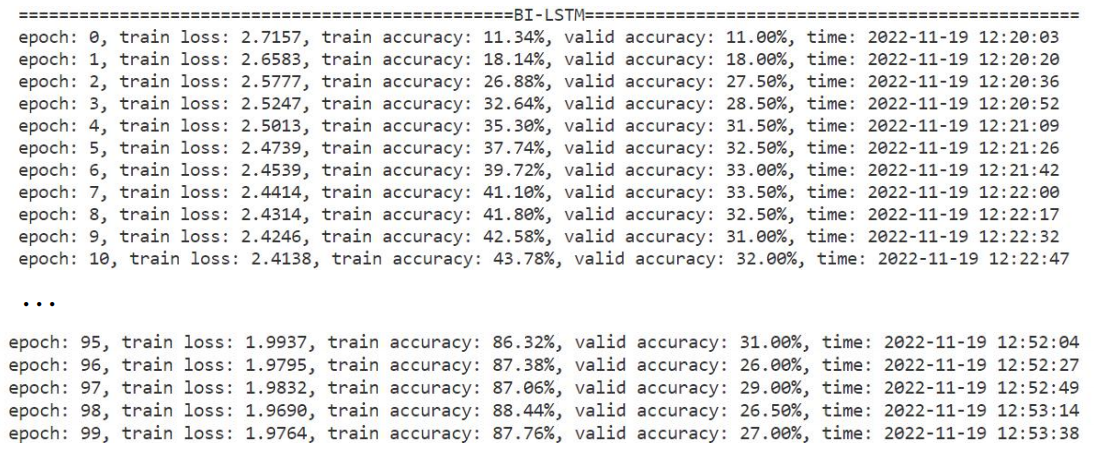 =================================================BI-LSTM=================================================
epoch: 0, train loss: 2.7157, train accuracy: 11.34%, valid accuracy: 11.00%, time: 2022-11-19 12:20:03
epoch: 1, train loss: 2.6583, train accuracy: 18.14%, valid accuracy: 18.00%, time: 2022-11-19 12:20:20
epoch: 2, train loss: 2.5777, train accuracy: 26.88%, valid accuracy: 27.50%, time: 2022-11-19 12:20:36
epoch: 3, train loss: 2.5247, train accuracy: 32.64%, valid accuracy: 28.50%, time: 2022-11-19 12:20:52
epoch: 4, train loss: 2.5013, train accuracy: 35.30%, valid accuracy: 31.50%, time: 2022-11-19 12:21:09
epoch: 5, train loss: 2.4739, train accuracy: 37.74%, valid accuracy: 32.50%, time: 2022-11-19 12:21:26
epoch: 6, train loss: 2.4539, train accuracy: 39.72%, valid accuracy: 33.00%, time: 2022-11-19 12:21:42
epoch: 7, train loss: 2.4414, train accuracy: 41.10%, valid accuracy: 33.50%, time: 2022-11-19 12:22:00
epoch: 8, train loss: 2.4314, train accuracy: 41.80%, valid accuracy: 32.50%, time: 2022-11-19 12:22:17
epoch: 9, train loss: 2.4246, train accuracy: 42.58%, valid accuracy: 31.00%, time: 2022-11-19 12:22:32
epoch: 10, train loss: 2.4138, train accuracy: 43.78%, valid accuracy: 32.00%, time: 2022-11-19 12:22:47
...
epoch: 95, train loss: 1.9937, train accuracy: 86.32%, valid accuracy: 31.00%, time: 2022-11-19 12:52:04
epoch: 96, train loss: 1.9795, train accuracy: 87.38%, valid accuracy: 26.00%, time: 2022-11-19 12:52:27
epoch: 97, train loss: 1.9832, train accuracy: 87.06%, valid accuracy: 29.00%, time: 2022-11-19 12:52:49
epoch: 98, train loss: 1.9690, train accuracy: 88.44%, valid accuracy: 26.50%, time: 2022-11-19 12:53:14
epoch: 99, train loss: 1.9764, train accuracy: 87.76%, valid accuracy: 27.00%, time: 2022-11-19 12:53:38